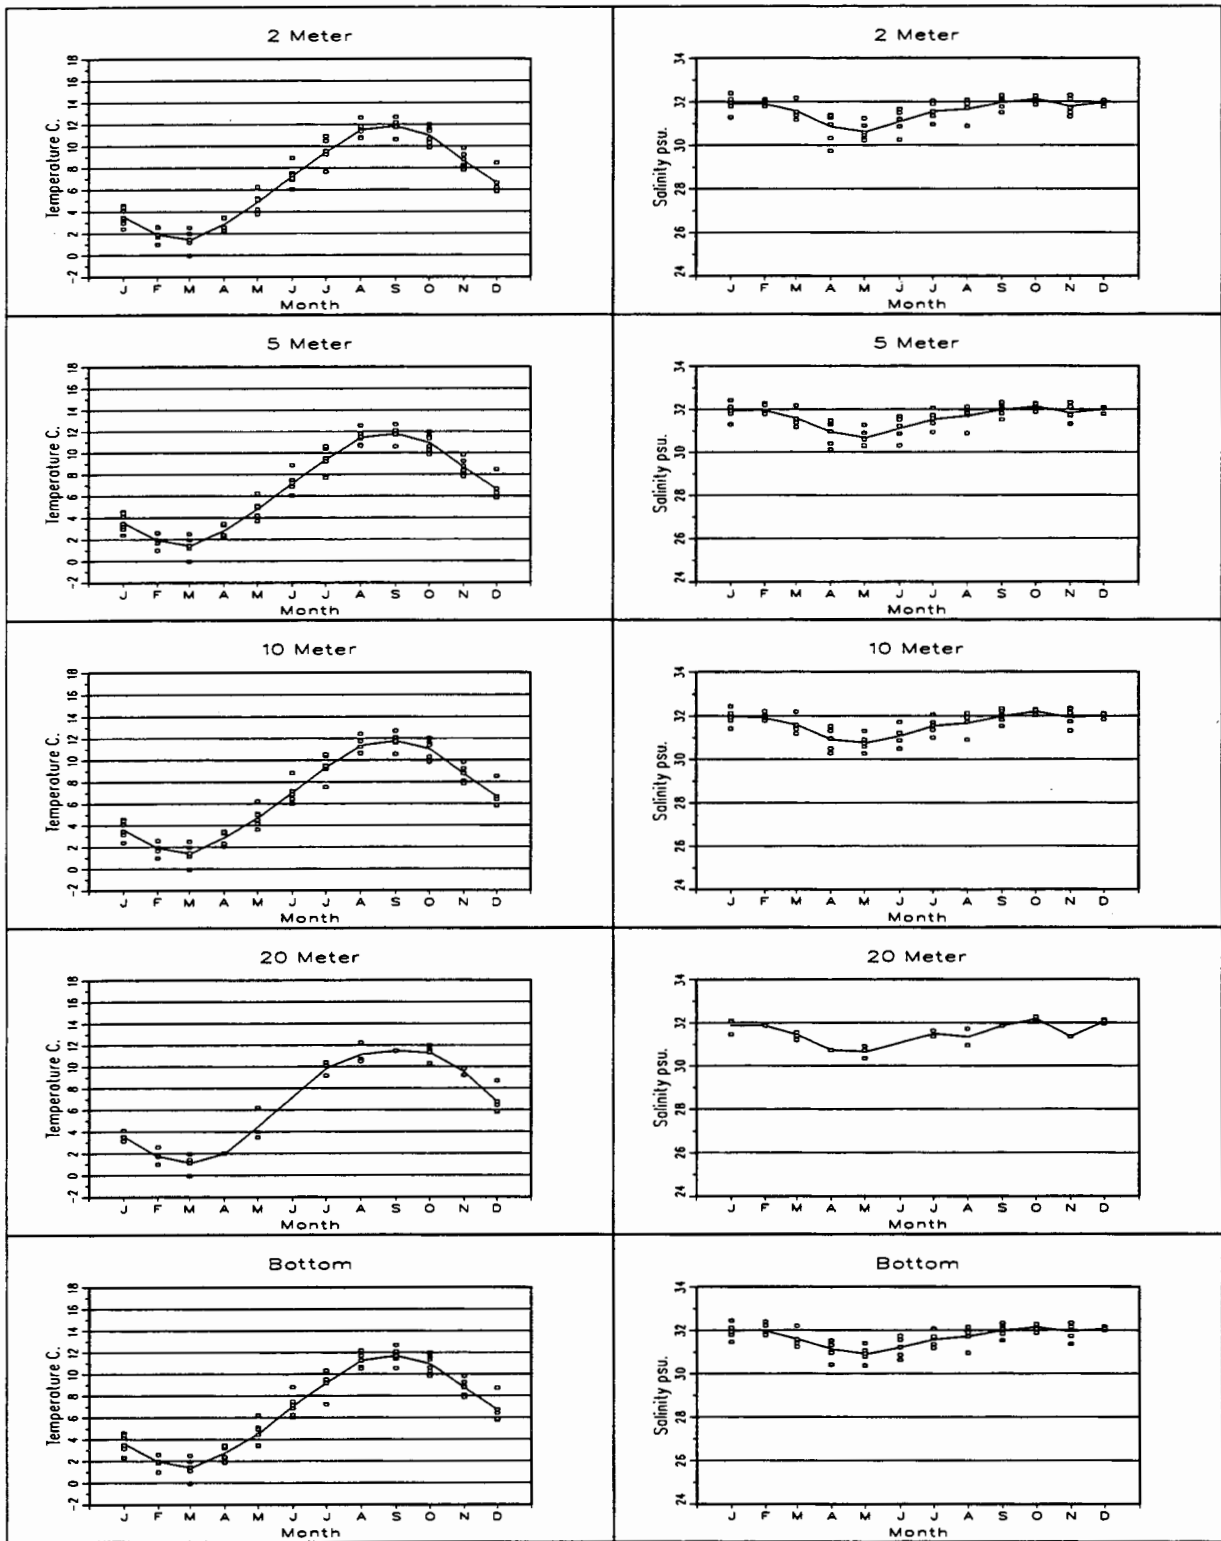 2 Meter
Temperature C.
18
16
14
12
10
8
6
4
2
0
-2
J F M A M J J A S O N D
Month
2 Meter
Salinity psu.
34
32
30
28
26
24
J F M A M J J A S O N D
Month
5 Meter
Temperature C.
18
16
14
12
10
8
6
4
2
0
-2
J F M A M J J A S O N D
Month
5 Meter
Salinity psu.
34
32
30
28
26
24
J F M A M J J A S O N D
Month
10 Meter
Temperature C.
18
16
14
12
10
8
6
4
2
0
-2
J F M A M J J A S O N D
Month
10 Meter
Salinity psu.
34
32
30
28
26
24
J F M A M J J A S O N D
Month
20 Meter
Temperature C.
18
16
14
12
10
8
6
4
2
0
-2
J F M A M J J A S O N D
Month
20 Meter
Salinity psu.
34
32
30
28
26
24
J F M A M J J A S O N D
Month
Bottom
Temperature C.
18
16
14
12
10
8
6
4
2
0
-2
J F M A M J J A S O N D
Month
Bottom
Salinity psu.
34
32
30
28
26
24
J F M A M J J A S O N D
Month